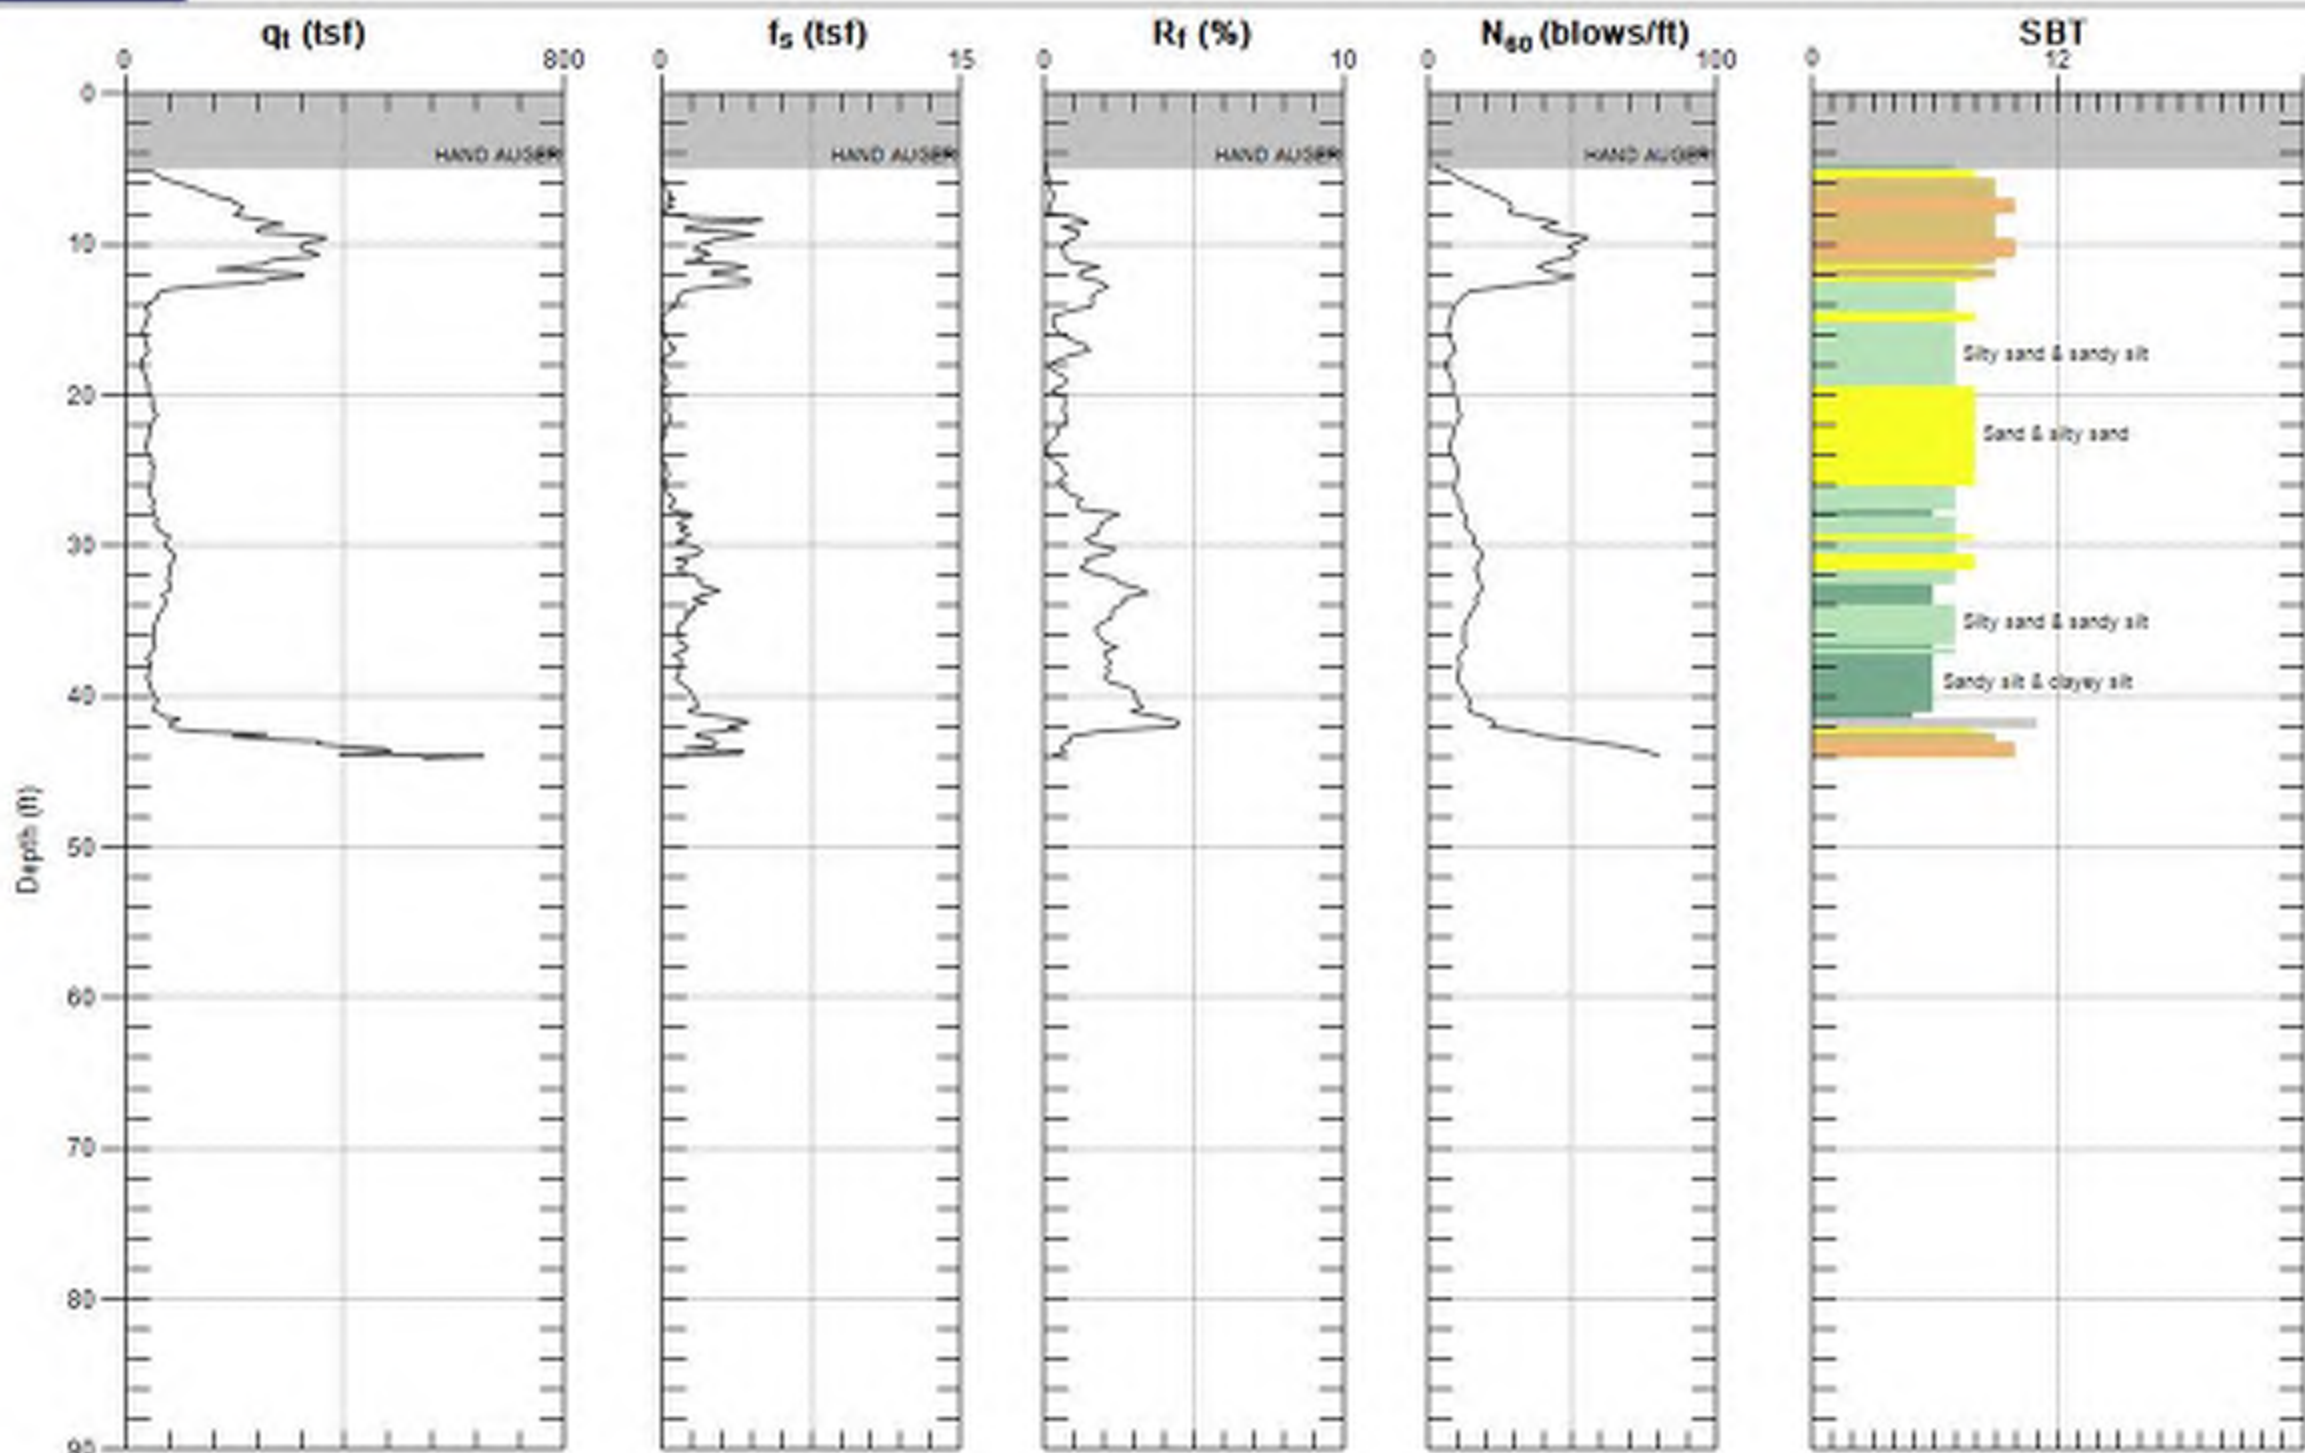 qt (tsf) fs (tsf) Rf (%) N60 (blows/ft) SBT
0 800 0 15 0 10 0 100 0 12
0
HAND AUGER HAND AUGER HAND AUGER HAND AUGER
10
Silty sand & sandy silt
20
Sand & silty sand
30
Silty sand & sandy silt
Sandy silt & clayey silt
40
50
Depth (ft)
60
70
80
90